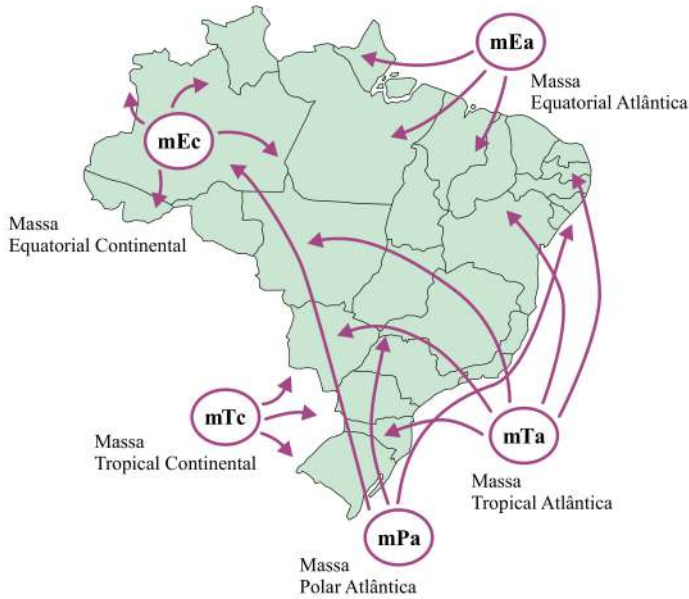 mEa
Massa
Equatorial Atlântica
mEc
Massa
Equatorial Continental
mTc
Massa
Tropical Continental
mTa
Massa
Tropical Atlântica
mPa
Massa
Polar Atlântica